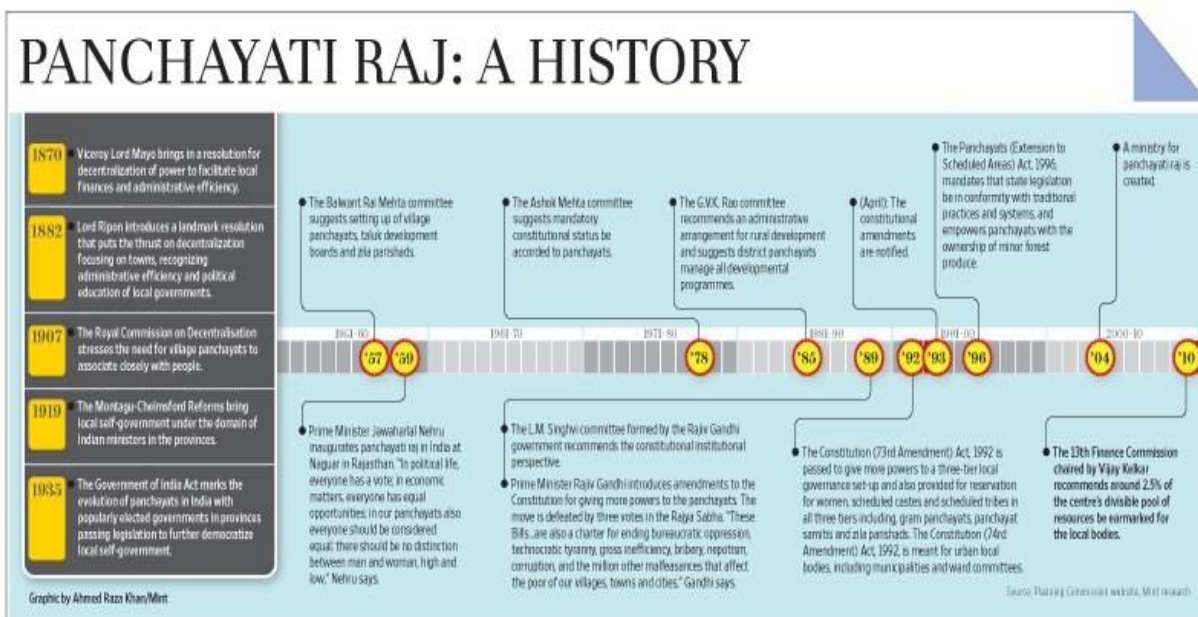 PANCHAYATI RAJ: A HISTORY
1870
Viceroy Lord Mayo brings in a resolution for
decentralization of power to facilitate local
finances and administrative efficiency.
1882
Lord Ripon introduces a landmark resolution
that puts the thrust on decentralization
focusing on towns, recognizing
administrative efficiency and political
education of local governments.
1907
The Royal Commission on Decentralisation
stresses the need for village panchayats to
associate closely with people.
1919
The Montagu-Chelmsford Reforms bring
local self-government under the domain of
Indian ministers in the provinces.
1935
The Government of India Act marks the
evolution of panchayats in India with
popularly elected governments in provinces
passing legislation to further democratize
local self-government.
The Balwant Rai Mehta committee
suggests setting up of village
panchayats, taluk development
boards and zila parishads.
The Ashok Mehta committee
suggests mandatory
constitutional status be
accorded to panchayats.
The G.V.K. Rao committee
recommends an administrative
arrangement for rural development
and suggests district panchayats
manage all developmental
programmes.
(April): The
constitutional
amendments
are notified.
The Panchayats (Extension to
Scheduled Areas) Act, 1996,
mandates that state legislation
be in conformity with traditional
practices and systems, and
empowers panchayats with the
ownership of minor forest
produce.
A ministry for
panchayati raj is
created.
1961-70
1971-80
1981-90
2000-10
'57
'59
'78
'85
'89
'92
'93
'96
'04
'10
Prime Minister Jawaharlal Nehru
inaugurates panchayati raj in India at
Naguar in Rajasthan. "In political life,
everyone has a vote; in economic
matters, everyone has equal
opportunities; in our panchayats also
everyone should be considered
equal; there should be no distinction
between man and woman, high and
low," Nehru says.
The L.M. Singhvi committee formed by the Rajiv Gandhi
government recommends the constitutional institutional
perspective.
Prime Minister Rajiv Gandhi introduces amendments to the
Constitution for giving more powers to the panchayats. The
move is defeated by three votes in the Rajya Sabha. "These
Bills ..are also a charter for ending bureaucratic oppression,
technocratic tyranny, gross inefficiency, bribery, nepotism,
corruption, and the million other malfeasances that affect
the poor of our villages, towns and cities," Gandhi says.
The Constitution (73rd Amendment) Act, 1992 is
passed to give more powers to a three-tier local
governance set-up and also provided for reservation
for women, scheduled castes and scheduled tribes in
all three tiers including, gram panchayats, panchayat
samitis and zila parishads. The Constitution (74rd
Amendment) Act, 1992, is meant for urban local
bodies, including municipalities and ward committees.
The 13th Finance Commission
chaired by Vijay Kelkar
recommends around 2.5% of
the centre's divisible pool of
resources be earmarked for
the local bodies.
Graphic by Ahmed Raza Khan/Mint
Source: Planning Commission website, Mint research